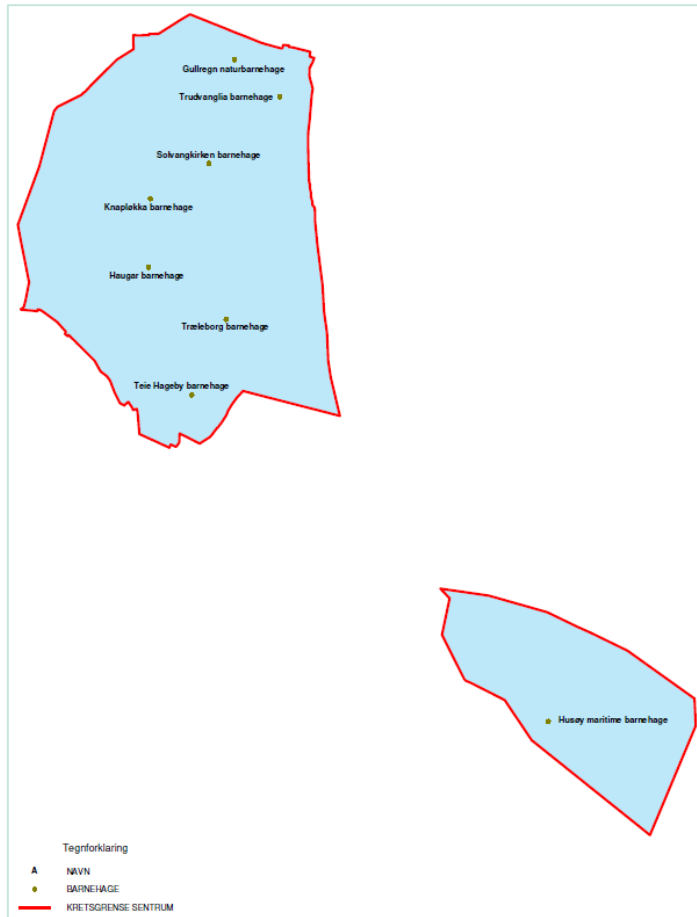 Gullregn naturbarnehage
Trudvanglia barnehage
Solvangkirken barnehage
Knapløkka barnehage
Haugar barnehage
Træleborg barnehage
Teie Hageby barnehage
Husøy maritime barnehage
Tegnforklaring
A NAVN
BARNEHAGE
KRETSGRENSE SENTRUM